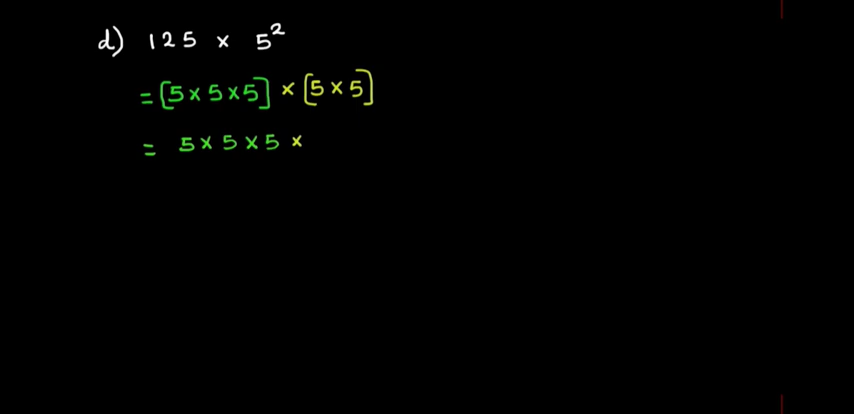 d) 125 × 5²
= [5 × 5 × 5] × [5 × 5]
= 5 × 5 × 5 ×